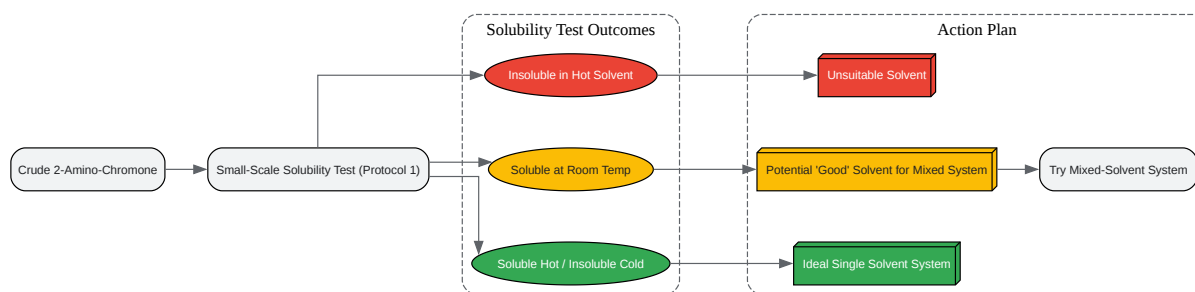 Solubility Test Outcomes
Action Plan
Insoluble in Hot Solvent
Unsuitable Solvent
Crude 2-Amino-Chromone
Small-Scale Solubility Test (Protocol 1)
Soluble at Room Temp
Potential 'Good' Solvent for Mixed System
Try Mixed-Solvent System
Soluble Hot / Insoluble Cold
Ideal Single Solvent System